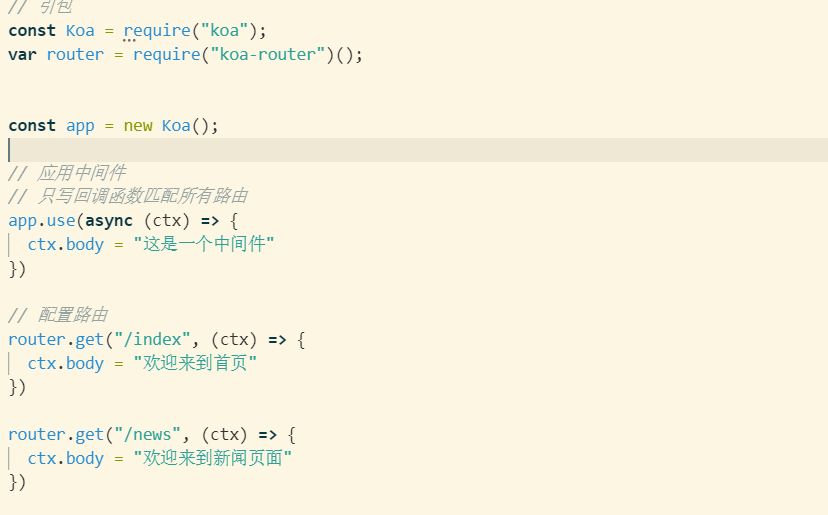 // 引包
const Koa = require("koa");
var router = require("koa-router")();
const app = new Koa();
// 应用中间件
// 只写回调函数匹配所有路由
app.use(async (ctx) => {
ctx.body = "这是一个中间件"
})
// 配置路由
router.get("/index", (ctx) => {
ctx.body = "欢迎来到首页"
})
router.get("/news", (ctx) => {
ctx.body = "欢迎来到新闻页面"
})